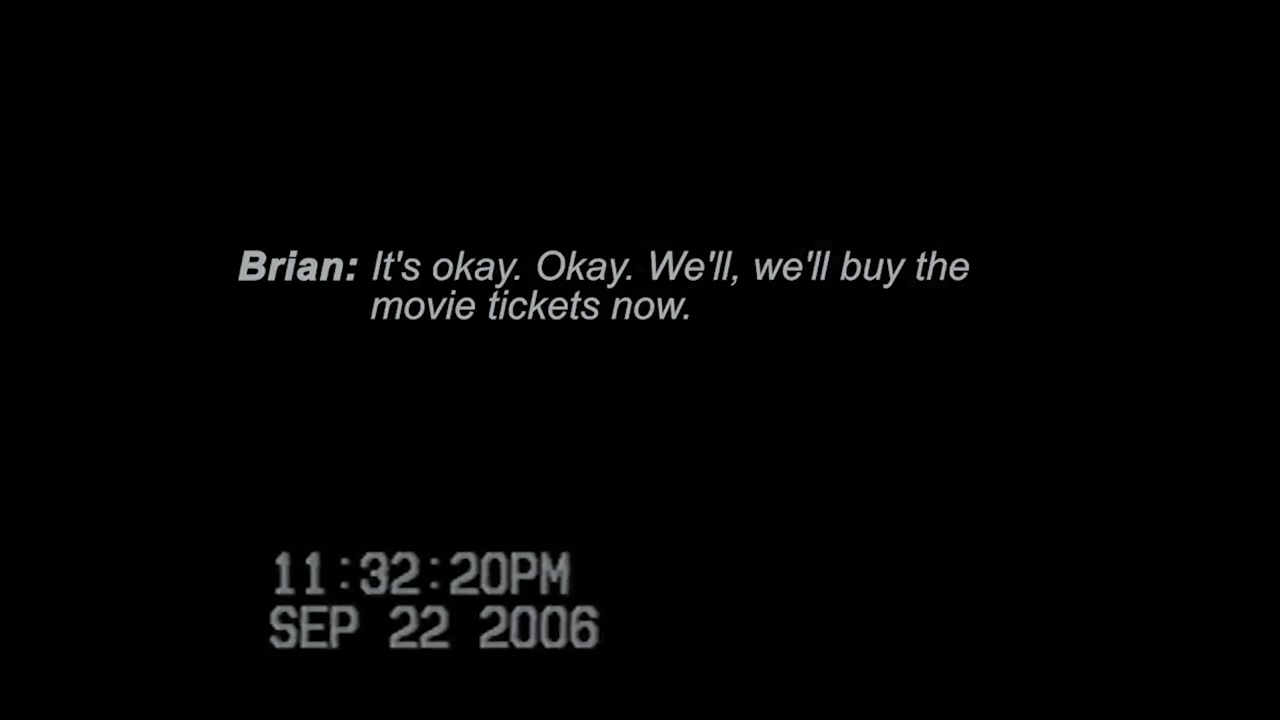 Brian: It's okay. Okay. We'll, we'll buy the
movie tickets now.
11:32:20PM
SEP 22 2006